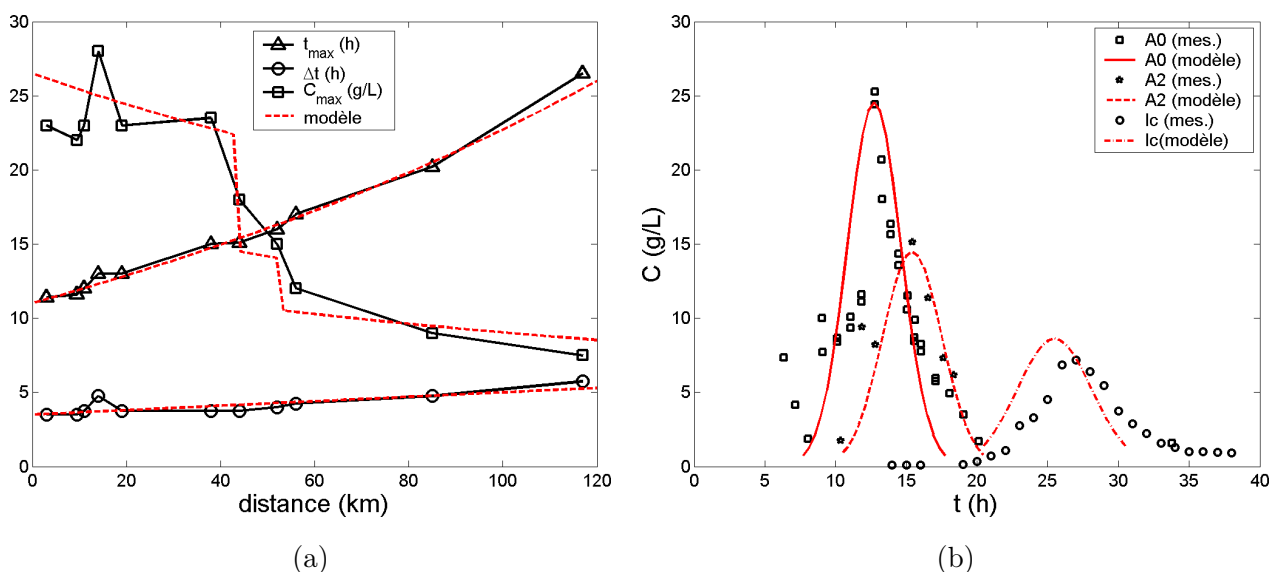 30
25
20
15
10
5
0
0 20 40 60 80 100 120
distance (km)
t_max (h)
Δt (h)
C_max (g/L)
modèle
(a)
30
25
20
15
10
5
0
C (g/L)
0 5 10 15 20 25 30 35 40
t (h)
A0 (mes.)
A0 (modèle)
A2 (mes.)
A2 (modèle)
Ic (mes.)
Ic(modèle)
(b)